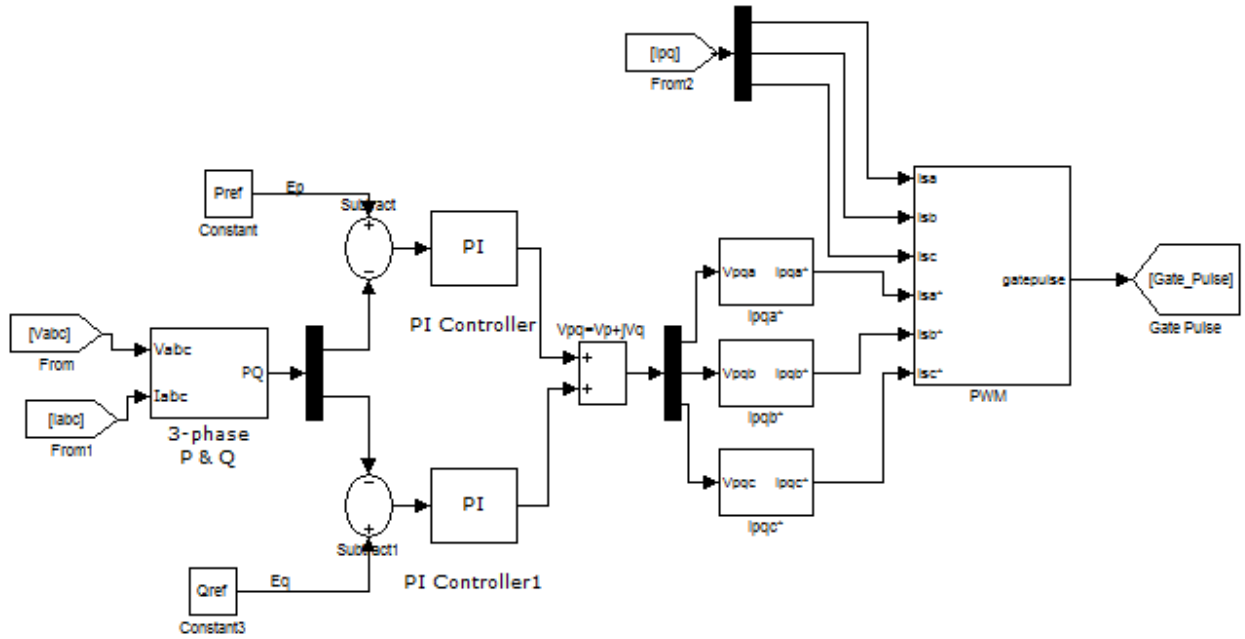 [Ipq]
From2
Pref
Ep
Constant
Subtract
+
−
PI
PI Controller
[Vabc]
From
[Iabc]
From1
Vabc
Iabc
PQ
3-phase
P & Q
−
+
Subtract1
PI
PI Controller1
Qref
Eq
Constant3
Vpq=Vp+jVq
+
+
Vpqa Ipqa*
Ipqa*
Vpqb Ipqb*
Ipqb*
Vpqc Ipqc*
Ipqc*
Isa
Isb
Isc
Isa*
Isb*
Isc*
gatepulse
PWM
[Gate_Pulse]
Gate Pulse